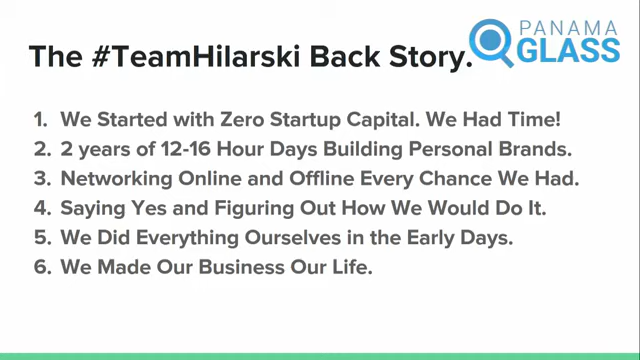 PANAMA
GLASS
The #TeamHilarski Back Story.
1. We Started with Zero Startup Capital. We Had Time!
2. 2 years of 12-16 Hour Days Building Personal Brands.
3. Networking Online and Offline Every Chance We Had.
4. Saying Yes and Figuring Out How We Would Do It.
5. We Did Everything Ourselves in the Early Days.
6. We Made Our Business Our Life.